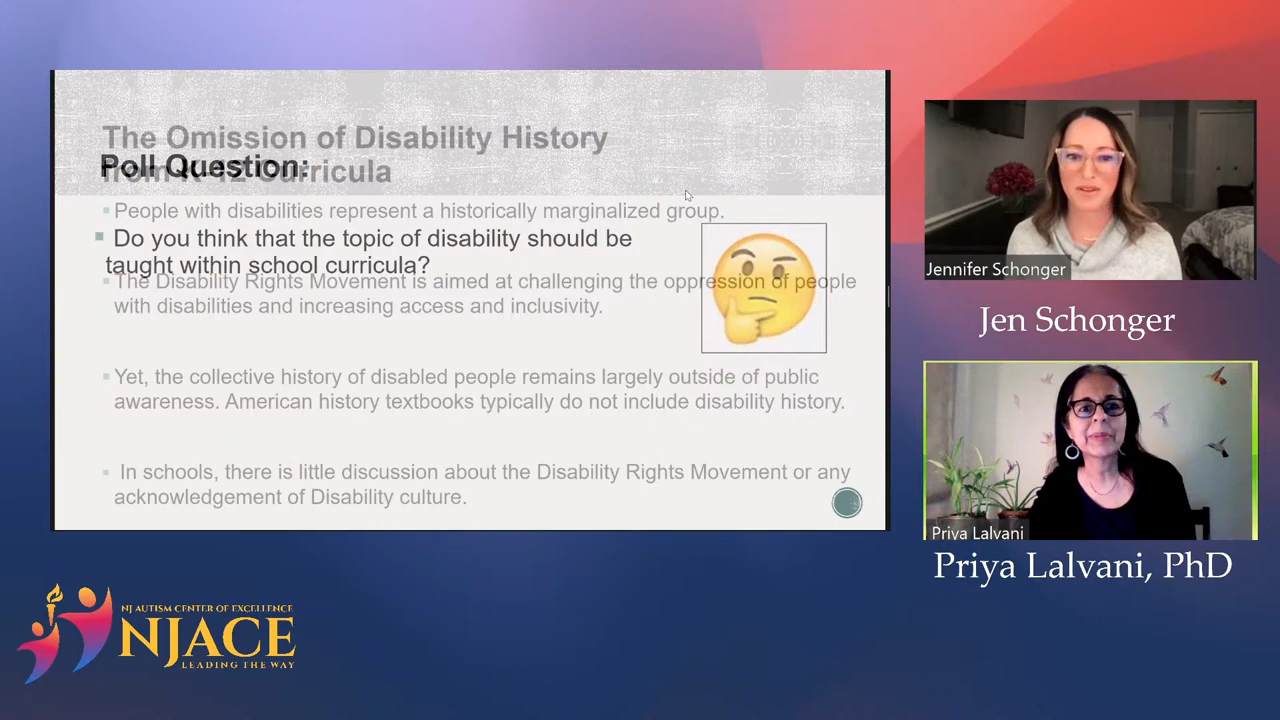 The Omission of Disability History
from K-12 Curricula
Poll Question:
People with disabilities represent a historically marginalized group.
Do you think that the topic of disability should be
taught within school curricula?
The Disability Rights Movement is aimed at challenging the oppression of people
with disabilities and increasing access and inclusivity.
Yet, the collective history of disabled people remains largely outside of public
awareness. American history textbooks typically do not include disability history.
In schools, there is little discussion about the Disability Rights Movement or any
acknowledgement of Disability culture.
Jennifer Schonger
Jen Schonger
Priya Lalvani
Priya Lalvani, PhD
NJ AUTISM CENTER OF EXCELLENCE
NJACE
LEADING THE WAY